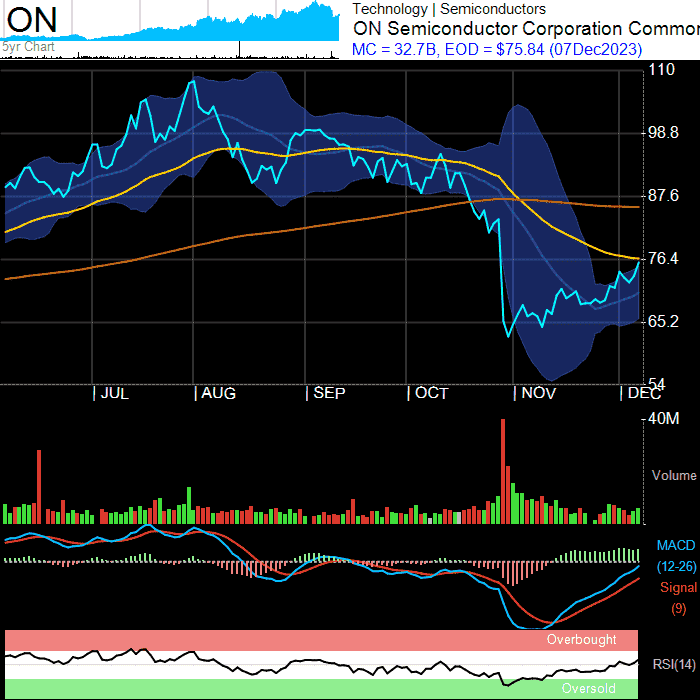 ON
5yr Chart
Technology | Semiconductors
ON Semiconductor Corporation Common
MC = 32.7B, EOD = $75.84 (07Dec2023)
110
98.8
87.6
76.4
65.2
54
JUL
AUG
SEP
OCT
NOV
DEC
40M
Volume
MACD
(12-26)
Signal
(9)
Overbought
RSI(14)
Oversold